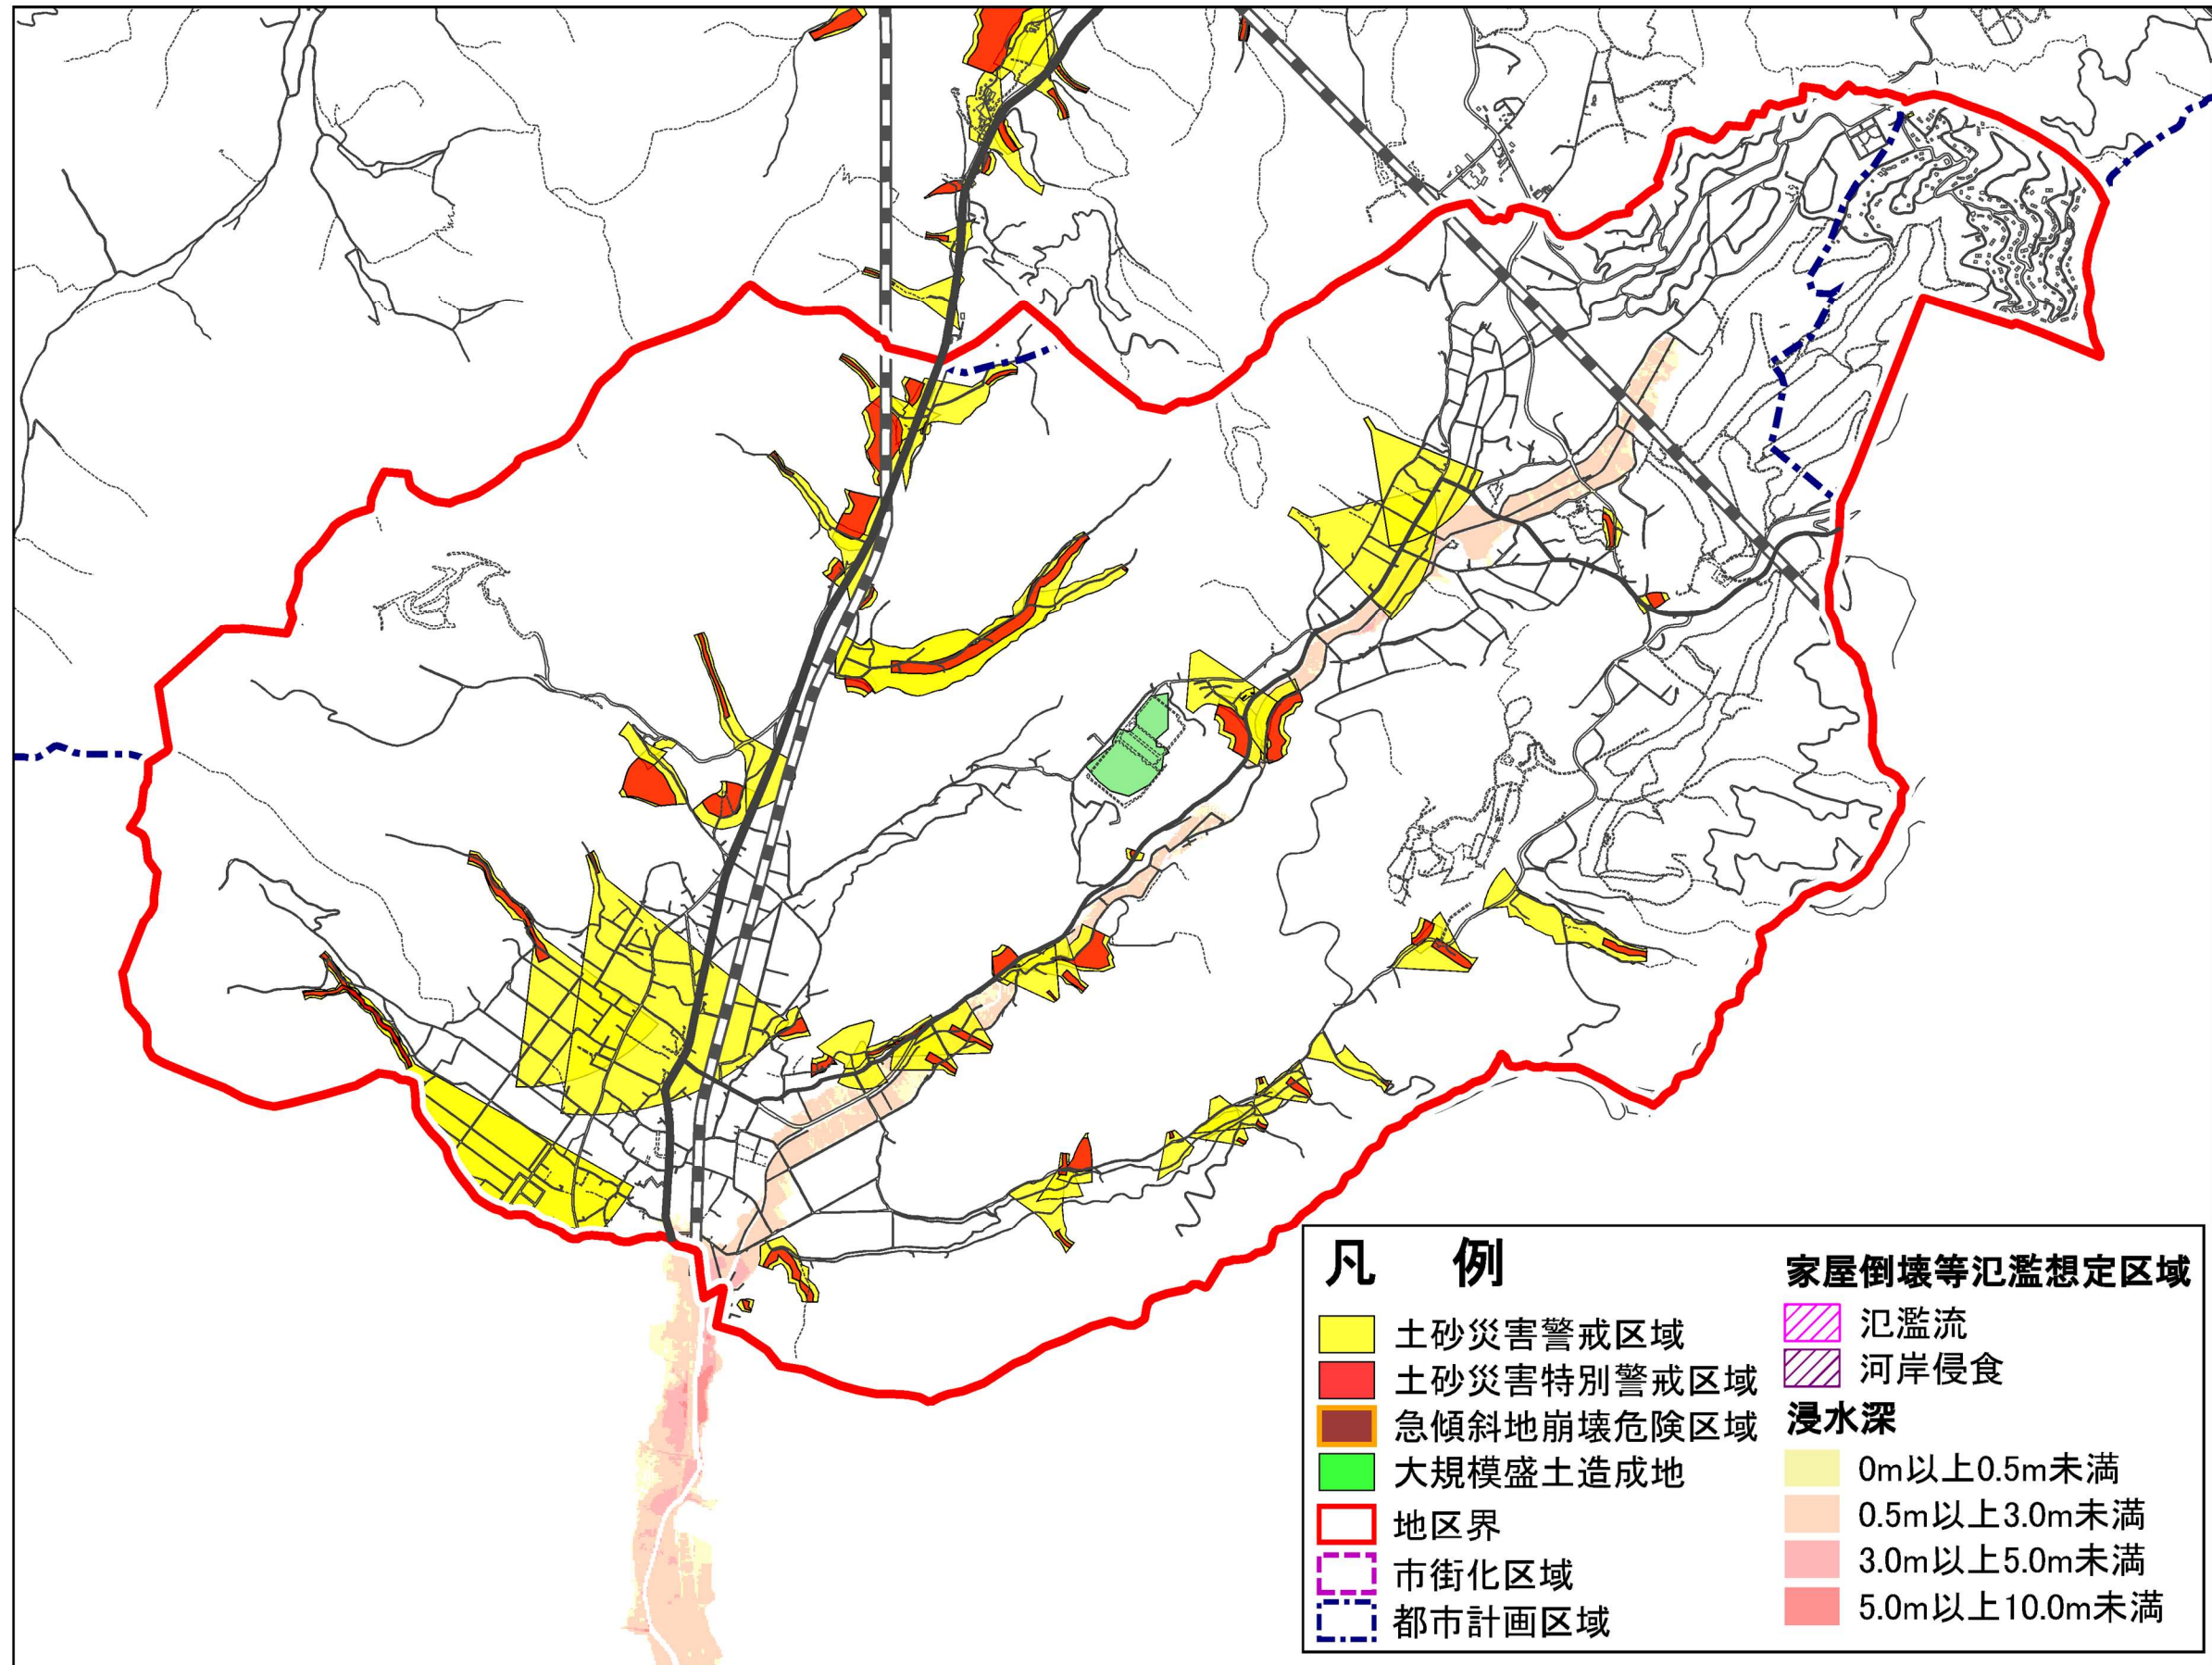 凡 例
土砂災害警戒区域
土砂災害特別警戒区域
急傾斜地崩壊危険区域
大規模盛土造成地
地区界
市街化区域
都市計画区域
家屋倒壊等氾濫想定区域
氾濫流
河岸侵食
浸水深
0m以上0.5m未満
0.5m以上3.0m未満
3.0m以上5.0m未満
5.0m以上10.0m未満